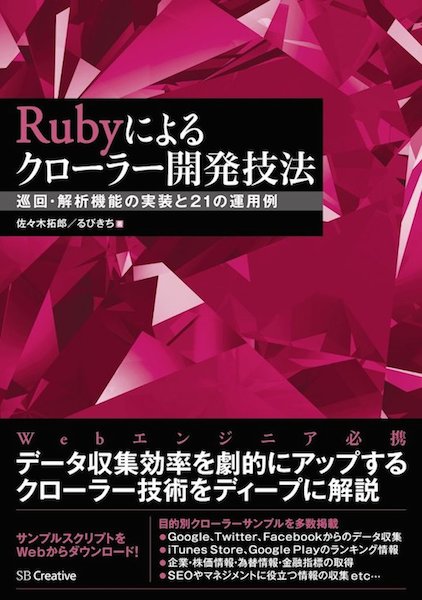 Rubyによる
クローラー開発技法
巡回・解析機能の実装と21の運用例
佐々木拓郎／るびきち 著
Webエンジニア必携
データ収集効率を劇的にアップする
クローラー技術をディープに解説
サンプルスクリプトを
Webからダウンロード！
SB Creative
目的別クローラーサンプルを多数掲載
●Google、Twitter、Facebookからのデータ収集
●iTunes Store、Google Playのランキング情報
●企業・株価情報・為替情報・金融指標の取得
●SEOやマネジメントに役立つ情報の収集etc…